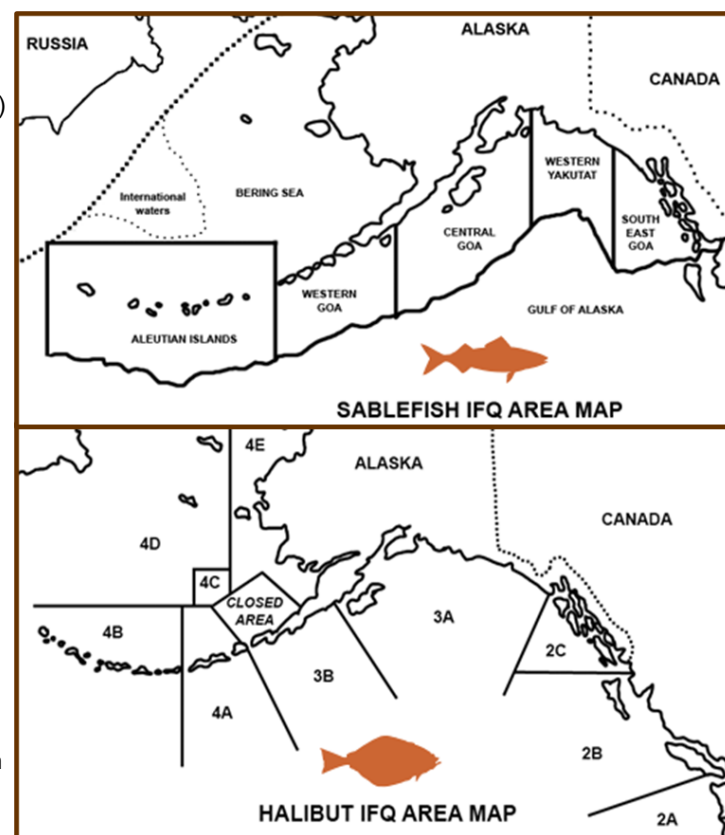 ALASKA
RUSSIA
CANADA
)
WESTERN
YAKUTAT
International
waters
BERING SEA
SOUTH
EAST
GOA
CENTRAL
GOA
WESTERN
GOA
GULF OF ALASKA
ALEUTIAN ISLANDS
SABLEFISH IFQ AREA MAP
4E
ALASKA
CANADA
4D
4C
CLOSED
AREA
3A
4B
2C
3B
4A
2B
HALIBUT IFQ AREA MAP
2A